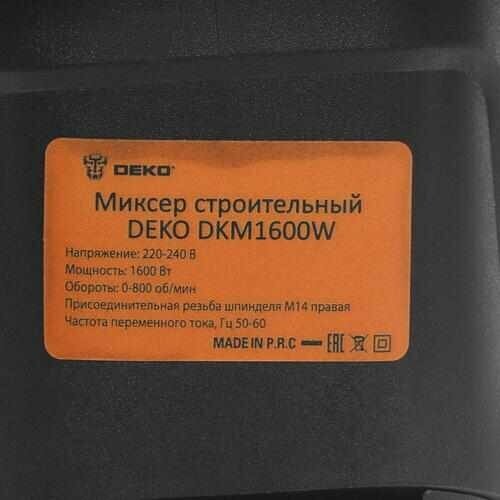 DEKO
Миксер строительный
DEKO DKM1600W
Напряжение: 220-240 В
Мощность: 1600 Вт
Обороты: 0-800 об/мин
Присоединительная резьба шпинделя М14 правая
Частота переменного тока, Гц 50-60
MADE IN P.R.C — EAC